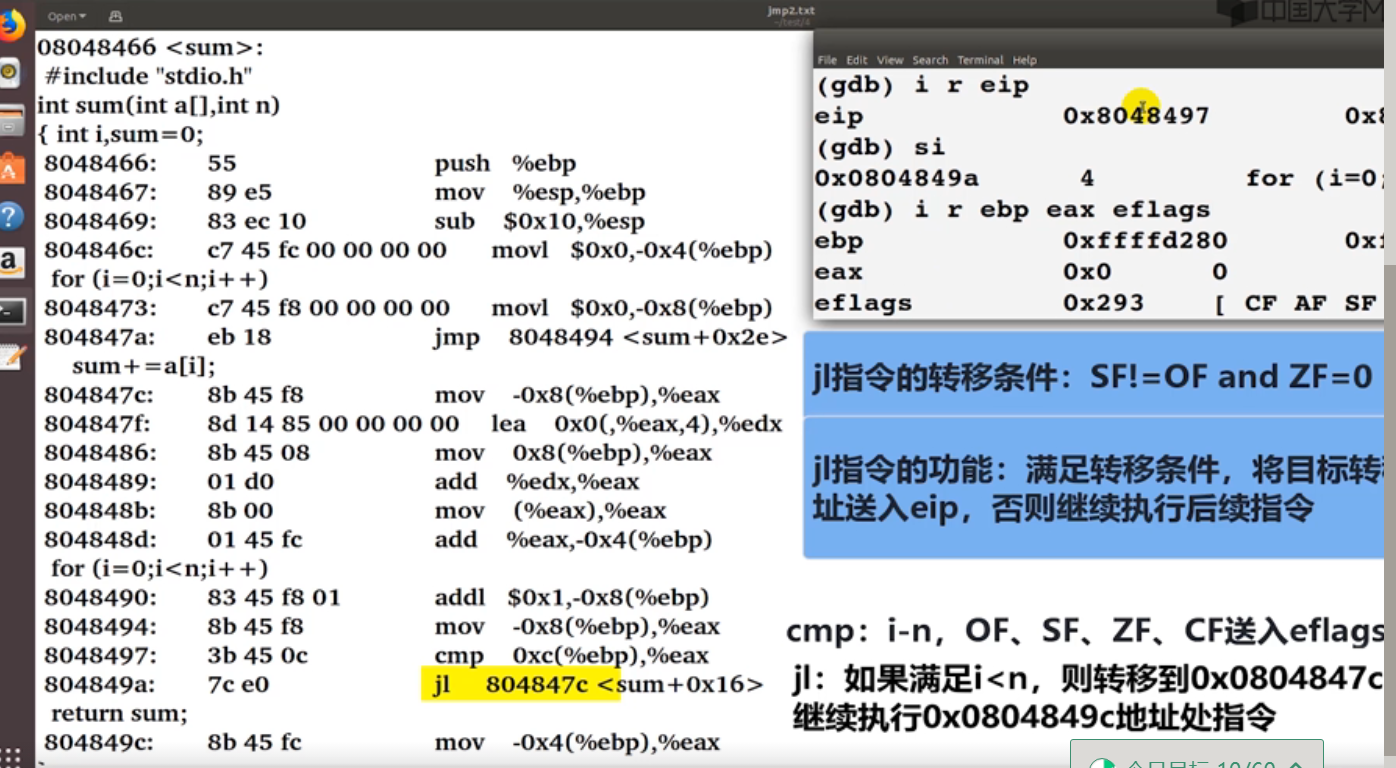 Open
jmp2.txt
~/test/4
中国大学M
08048466 <sum>:
#include "stdio.h"
int sum(int a[],int n)
{ int i,sum=0;
8048466: 55 push %ebp
8048467: 89 e5 mov %esp,%ebp
8048469: 83 ec 10 sub $0x10,%esp
804846c: c7 45 fc 00 00 00 00 movl $0x0,-0x4(%ebp)
for (i=0;i<n;i++)
8048473: c7 45 f8 00 00 00 00 movl $0x0,-0x8(%ebp)
804847a: eb 18 jmp 8048494 <sum+0x2e>
sum+=a[i];
804847c: 8b 45 f8 mov -0x8(%ebp),%eax
804847f: 8d 14 85 00 00 00 00 lea 0x0(,%eax,4),%edx
8048486: 8b 45 08 mov 0x8(%ebp),%eax
8048489: 01 d0 add %edx,%eax
804848b: 8b 00 mov (%eax),%eax
804848d: 01 45 fc add %eax,-0x4(%ebp)
for (i=0;i<n;i++)
8048490: 83 45 f8 01 addl $0x1,-0x8(%ebp)
8048494: 8b 45 f8 mov -0x8(%ebp),%eax
8048497: 3b 45 0c cmp 0xc(%ebp),%eax
804849a: 7c e0 jl 804847c <sum+0x16>
return sum;
804849c: 8b 45 fc mov -0x4(%ebp),%eax
File Edit View Search Terminal Help
(gdb) i r eip
eip 0x8048497 0x8
(gdb) si
0x0804849a 4 for (i=0;
(gdb) i r ebp eax eflags
ebp 0xffffd280 0xf
eax 0x0 0
eflags 0x293 [ CF AF SF
jl指令的转移条件：SF!=OF and ZF=0
jl指令的功能：满足转移条件，将目标转移
址送入eip，否则继续执行后续指令
cmp：i-n，OF、SF、ZF、CF送入eflags
jl：如果满足i<n，则转移到0x0804847c
继续执行0x0804849c地址处指令
今日目标 10/60